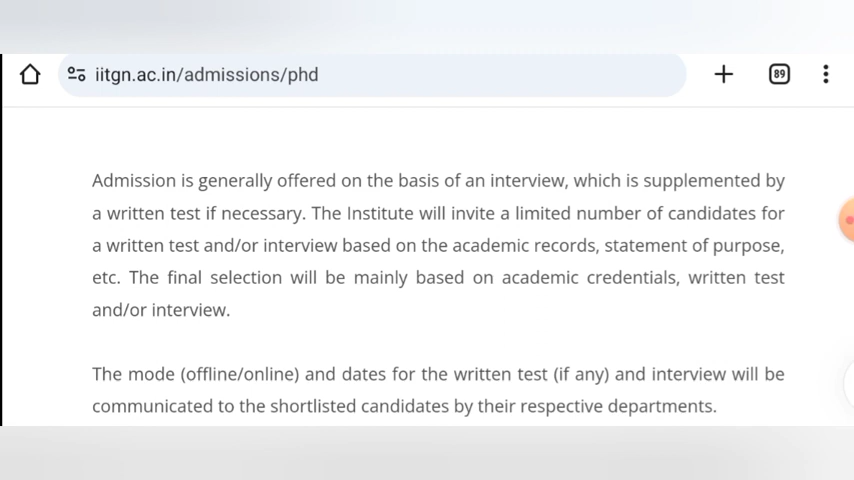 iitgn.ac.in/admissions/phd
89
Admission is generally offered on the basis of an interview, which is supplemented by
a written test if necessary. The Institute will invite a limited number of candidates for
a written test and/or interview based on the academic records, statement of purpose,
etc. The final selection will be mainly based on academic credentials, written test
and/or interview.
The mode (offline/online) and dates for the written test (if any) and interview will be
communicated to the shortlisted candidates by their respective departments.